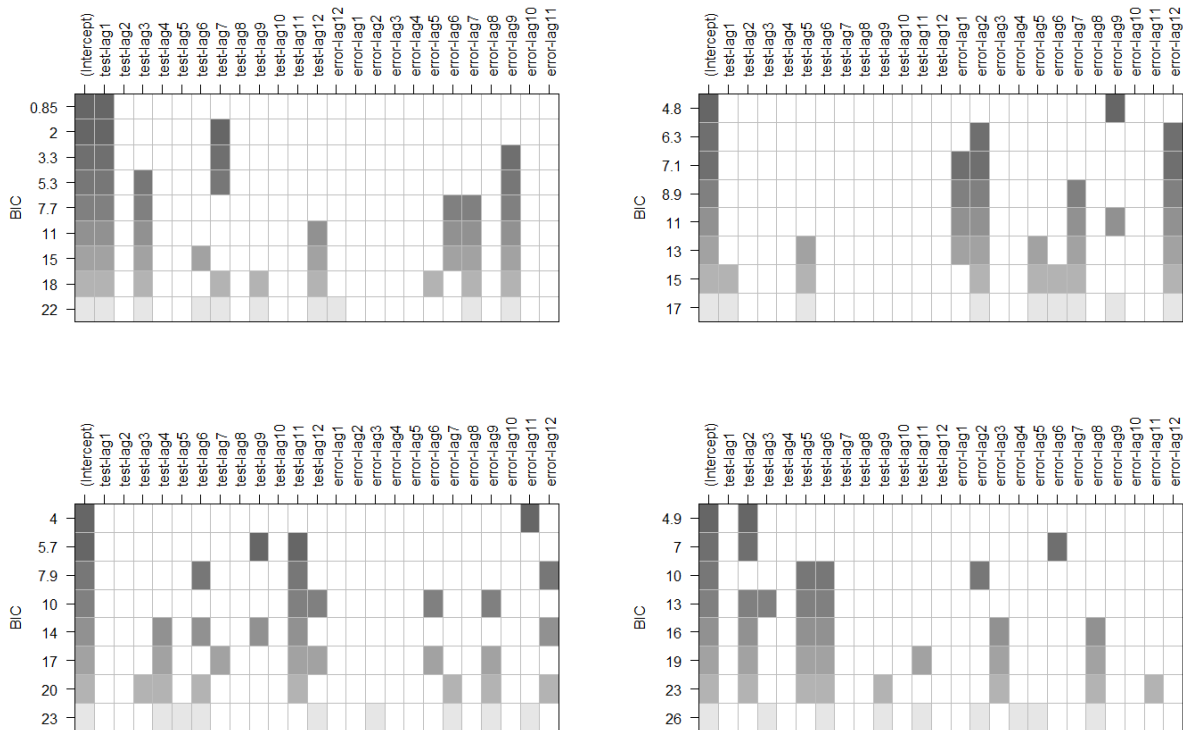 (Intercept)
test-lag1
test-lag2
test-lag3
test-lag4
test-lag5
test-lag6
test-lag7
test-lag8
test-lag9
test-lag10
test-lag11
test-lag12
error-lag12
error-lag1
error-lag2
error-lag3
error-lag4
error-lag5
error-lag6
error-lag7
error-lag8
error-lag9
error-lag10
error-lag11
BIC
0.85
2
3.3
5.3
7.7
11
15
18
22
(Intercept)
test-lag1
test-lag2
test-lag3
test-lag4
test-lag5
test-lag6
test-lag7
test-lag8
test-lag9
test-lag10
test-lag11
test-lag12
error-lag1
error-lag2
error-lag3
error-lag4
error-lag5
error-lag6
error-lag7
error-lag8
error-lag9
error-lag10
error-lag11
error-lag12
BIC
4.8
6.3
7.1
8.9
11
13
15
17
(Intercept)
test-lag1
test-lag2
test-lag3
test-lag4
test-lag5
test-lag6
test-lag7
test-lag8
test-lag9
test-lag10
test-lag11
test-lag12
error-lag1
error-lag2
error-lag3
error-lag4
error-lag5
error-lag6
error-lag7
error-lag8
error-lag9
error-lag10
error-lag11
error-lag12
BIC
4
5.7
7.9
10
14
17
20
23
(Intercept)
test-lag1
test-lag2
test-lag3
test-lag4
test-lag5
test-lag6
test-lag7
test-lag8
test-lag9
test-lag10
test-lag11
test-lag12
error-lag1
error-lag2
error-lag3
error-lag4
error-lag5
error-lag6
error-lag7
error-lag8
error-lag9
error-lag10
error-lag11
error-lag12
BIC
4.9
7
10
13
16
19
23
26